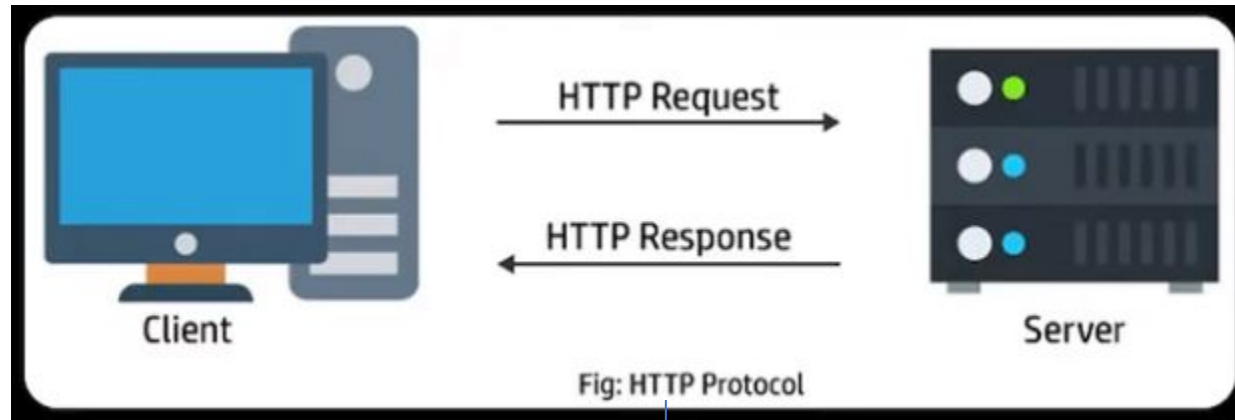 HTTP Request
HTTP Response
Client
Server
Fig: HTTP Protocol